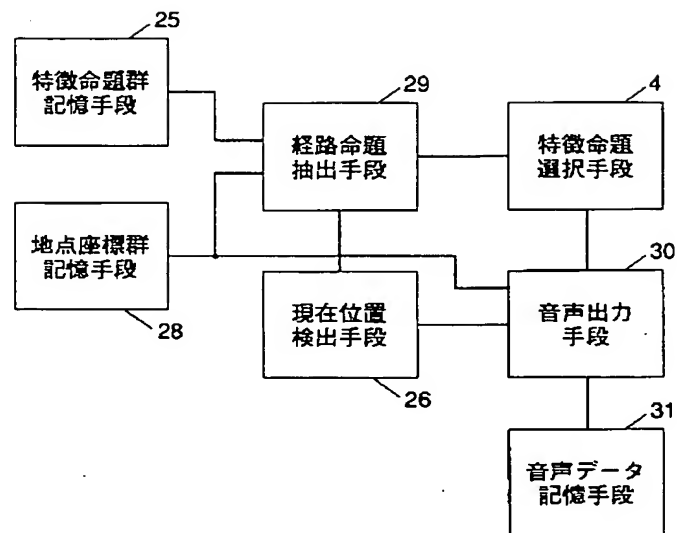 25
特徴命題群
記憶手段
29
経路命題
抽出手段
4
特徴命題
選択手段
地点座標群
記憶手段
28
現在位置
検出手段
26
30
音声出力
手段
31
音声データ
記憶手段